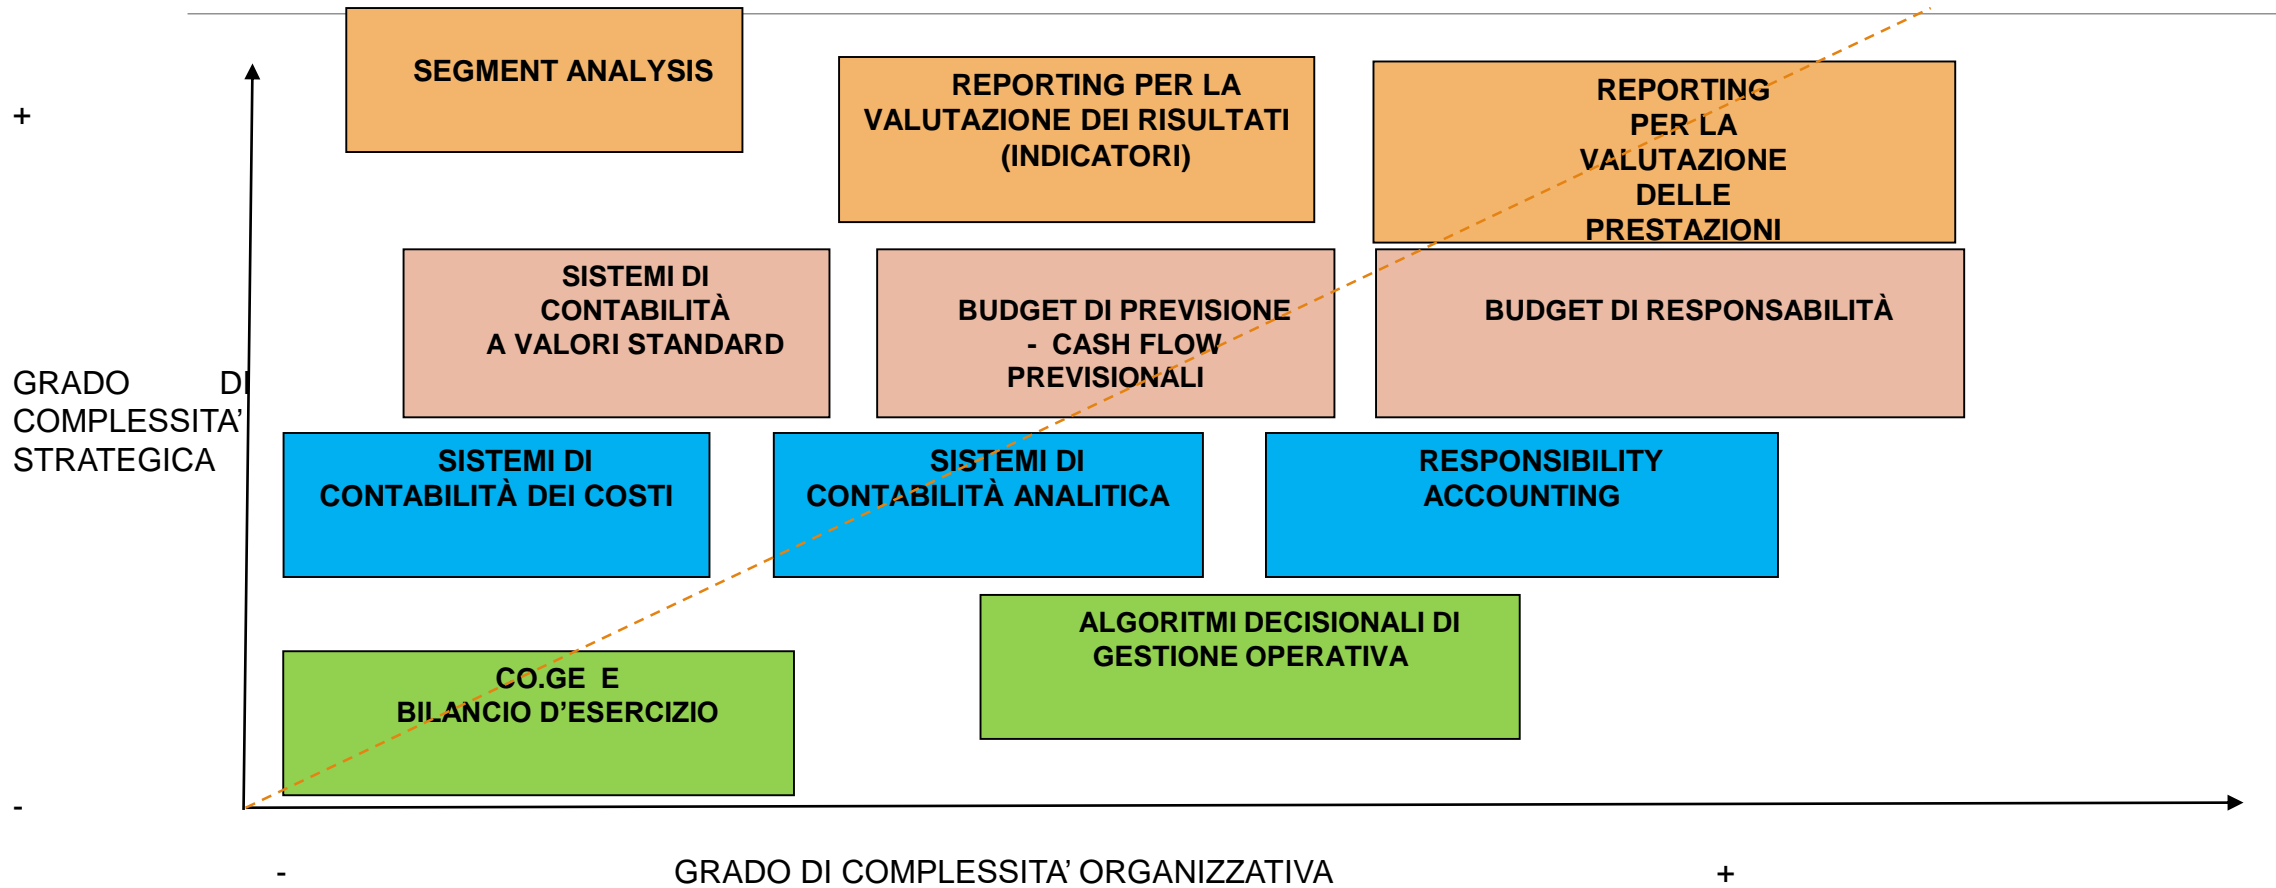 SEGMENT ANALYSIS
REPORTING PER LA
VALUTAZIONE DEI RISULTATI
(INDICATORI)
REPORTING
PER LA
VALUTAZIONE
DELLE
PRESTAZIONI
+
SISTEMI DI
CONTABILITÀ
A VALORI STANDARD
BUDGET DI PREVISIONE
- CASH FLOW
PREVISIONALI
BUDGET DI RESPONSABILITÀ
GRADO DI
COMPLESSITA’
STRATEGICA
SISTEMI DI
CONTABILITÀ DEI COSTI
SISTEMI DI
CONTABILITÀ ANALITICA
RESPONSIBILITY
ACCOUNTING
ALGORITMI DECISIONALI DI
GESTIONE OPERATIVA
CO.GE E
BILANCIO D’ESERCIZIO
-
- GRADO DI COMPLESSITA’ ORGANIZZATIVA +